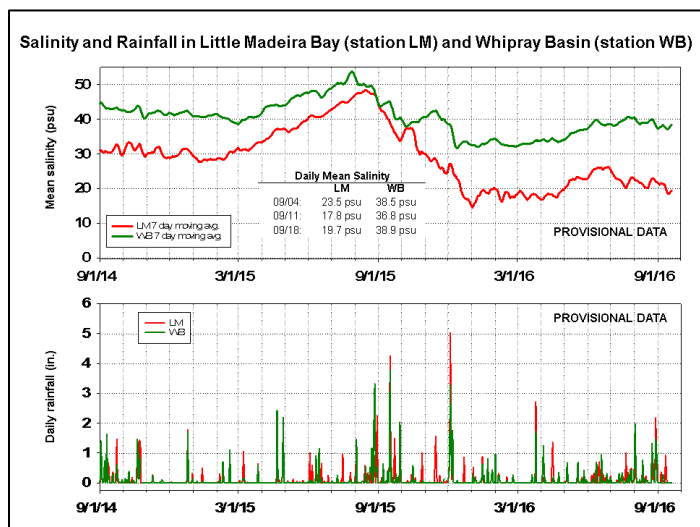 Salinity and Rainfall in Little Madeira Bay (station LM) and Whipray Basin (station WB)
Mean salinity (psu)
50
40
30
20
10
0
Daily Mean Salinity
LM WB
09/04: 23.5 psu 38.5 psu
09/11: 17.8 psu 36.8 psu
09/18: 19.7 psu 38.9 psu
LM 7 day moving avg.
WB 7 day moving avg.
PROVISIONAL DATA
9/1/14 3/1/15 9/1/15 3/1/16 9/1/16
Daily rainfall (in.)
6
5
4
3
2
1
0
LM
WB
PROVISIONAL DATA
9/1/14 3/1/15 9/1/15 3/1/16 9/1/16